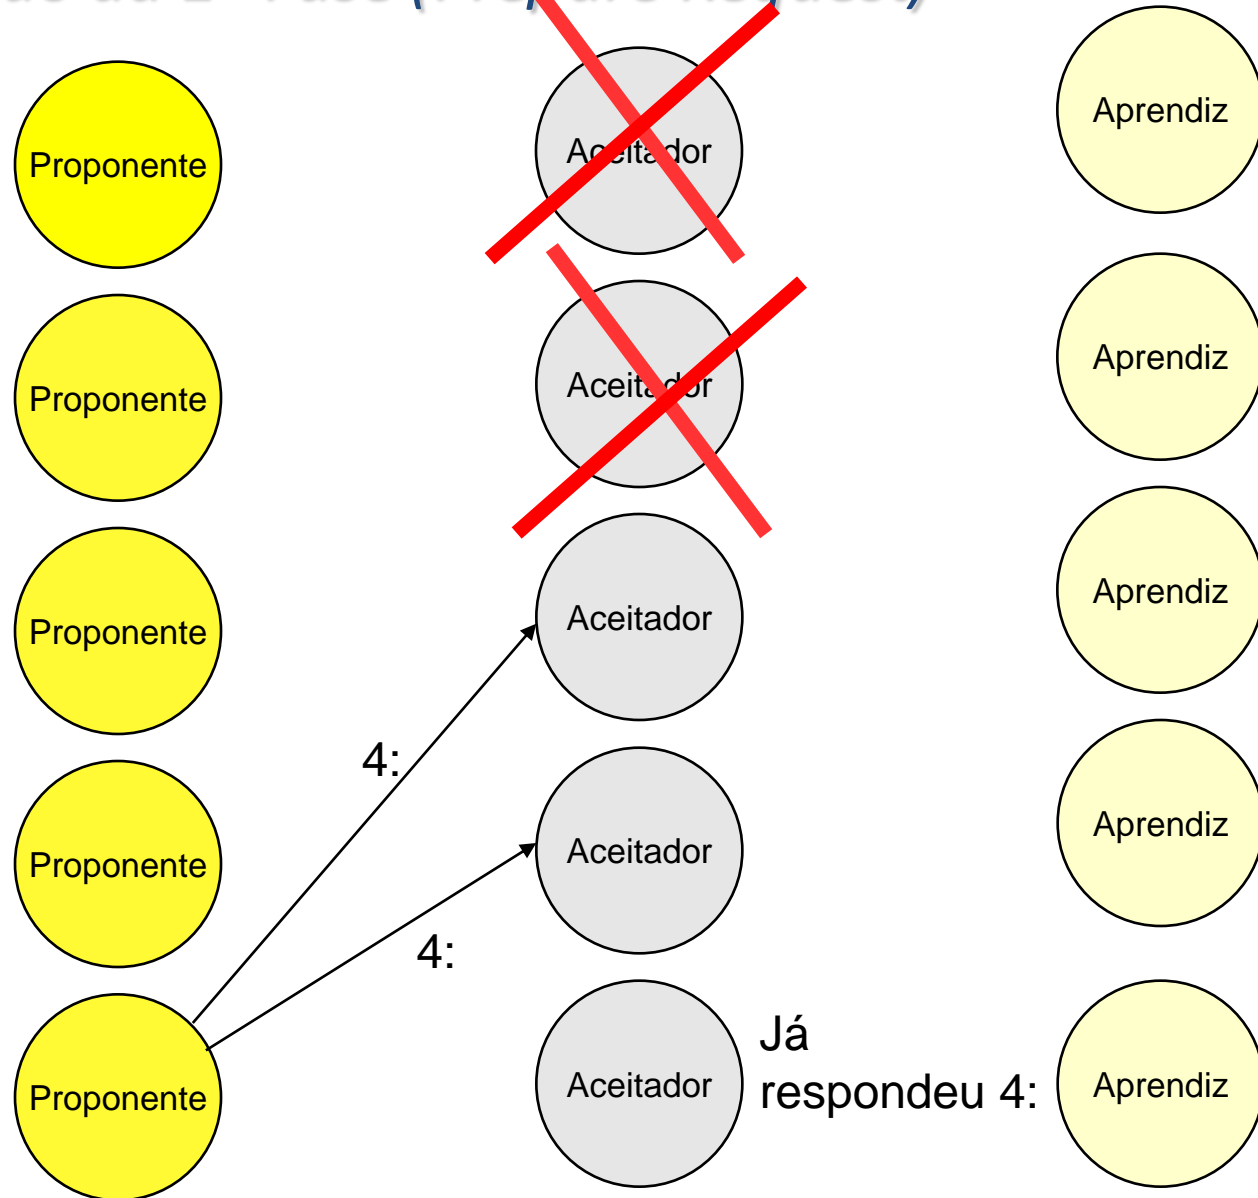 Proponente
Aceitador
Aprendiz
Proponente
Aceitador
Aprendiz
Proponente
Aceitador
Aprendiz
4:
Proponente
Aceitador
Aprendiz
4:
Proponente
Aceitador
Já
respondeu 4:
Aprendiz